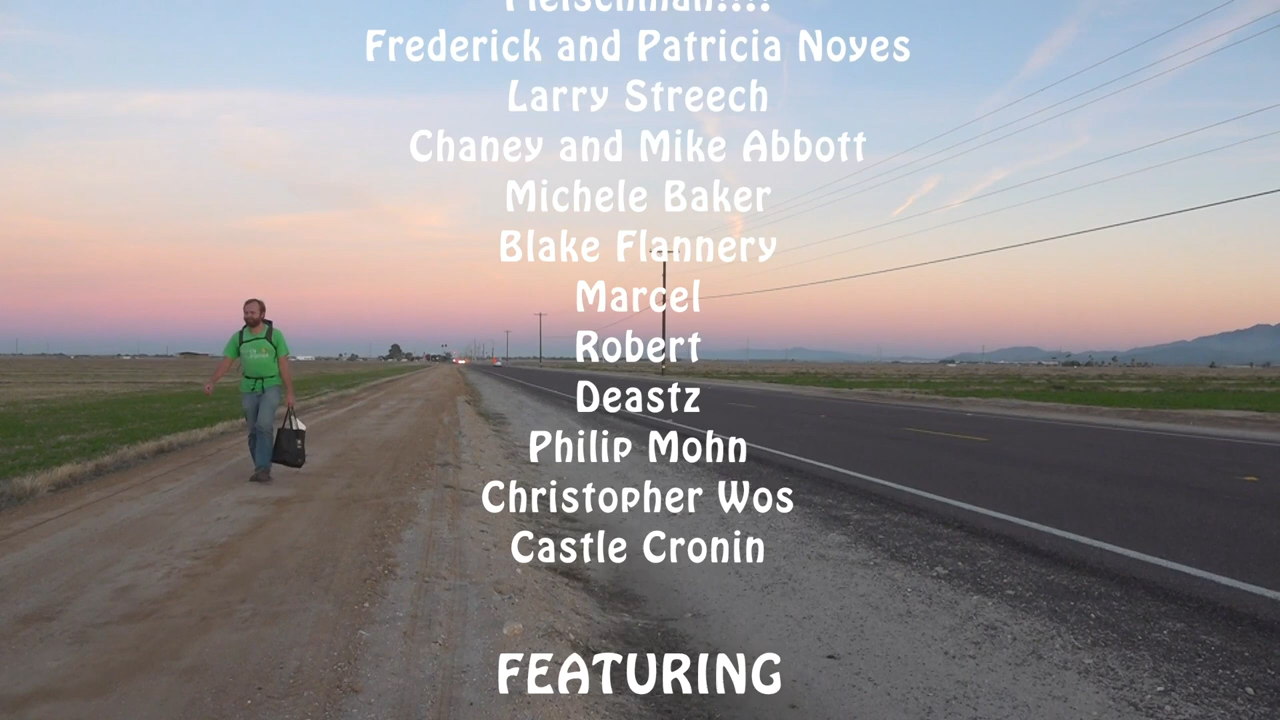 Frederick and Patricia Noyes
Larry Streech
Chaney and Mike Abbott
Michele Baker
Blake Flannery
Marcel
Robert
Deastz
Philip Mohn
Christopher Wos
Castle Cronin
FEATURING